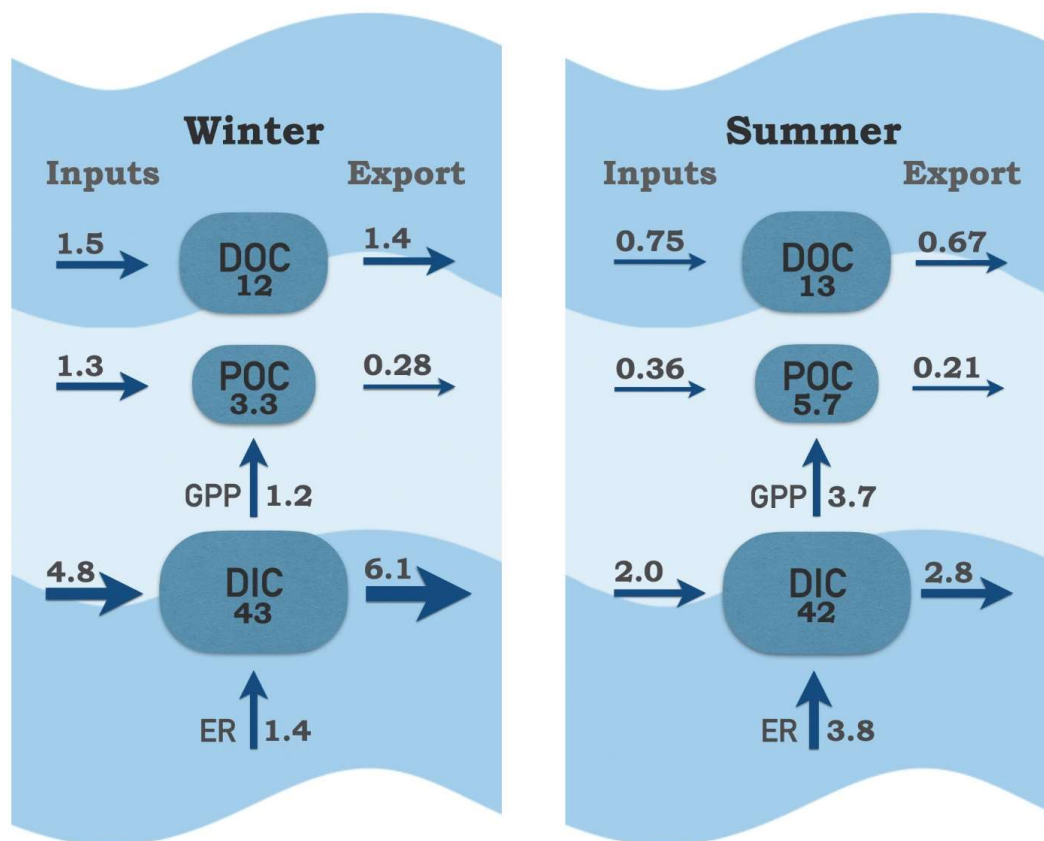 Winter
Inputs
Export
1.5
DOC
12
1.4
1.3
POC
3.3
0.28
GPP
1.2
4.8
DIC
43
6.1
ER
1.4
Summer
Inputs
Export
0.75
DOC
13
0.67
0.36
POC
5.7
0.21
GPP
3.7
2.0
DIC
42
2.8
ER
3.8